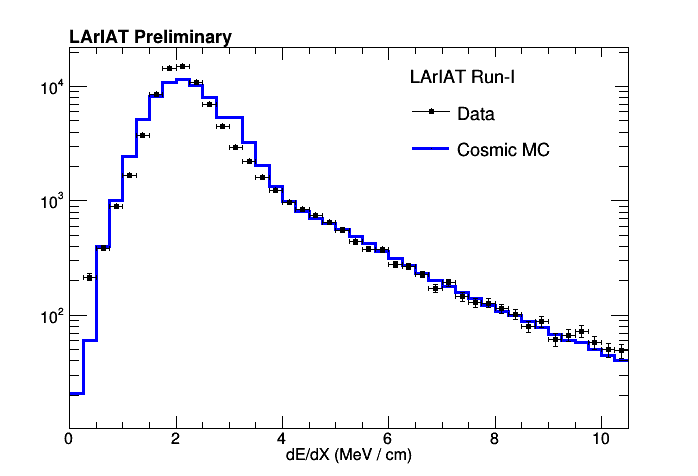 LArIAT Preliminary
LArIAT Run-I
Data
Cosmic MC
10⁴
10³
10²
0 2 4 6 8 10
dE/dX (MeV / cm)